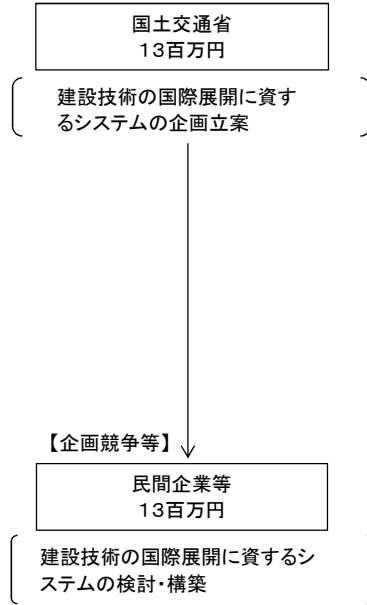 国土交通省
13百万円
建設技術の国際展開に資す
るシステムの企画立案
【企画競争等】
民間企業等
13百万円
建設技術の国際展開に資するシ
ステムの検討・構築